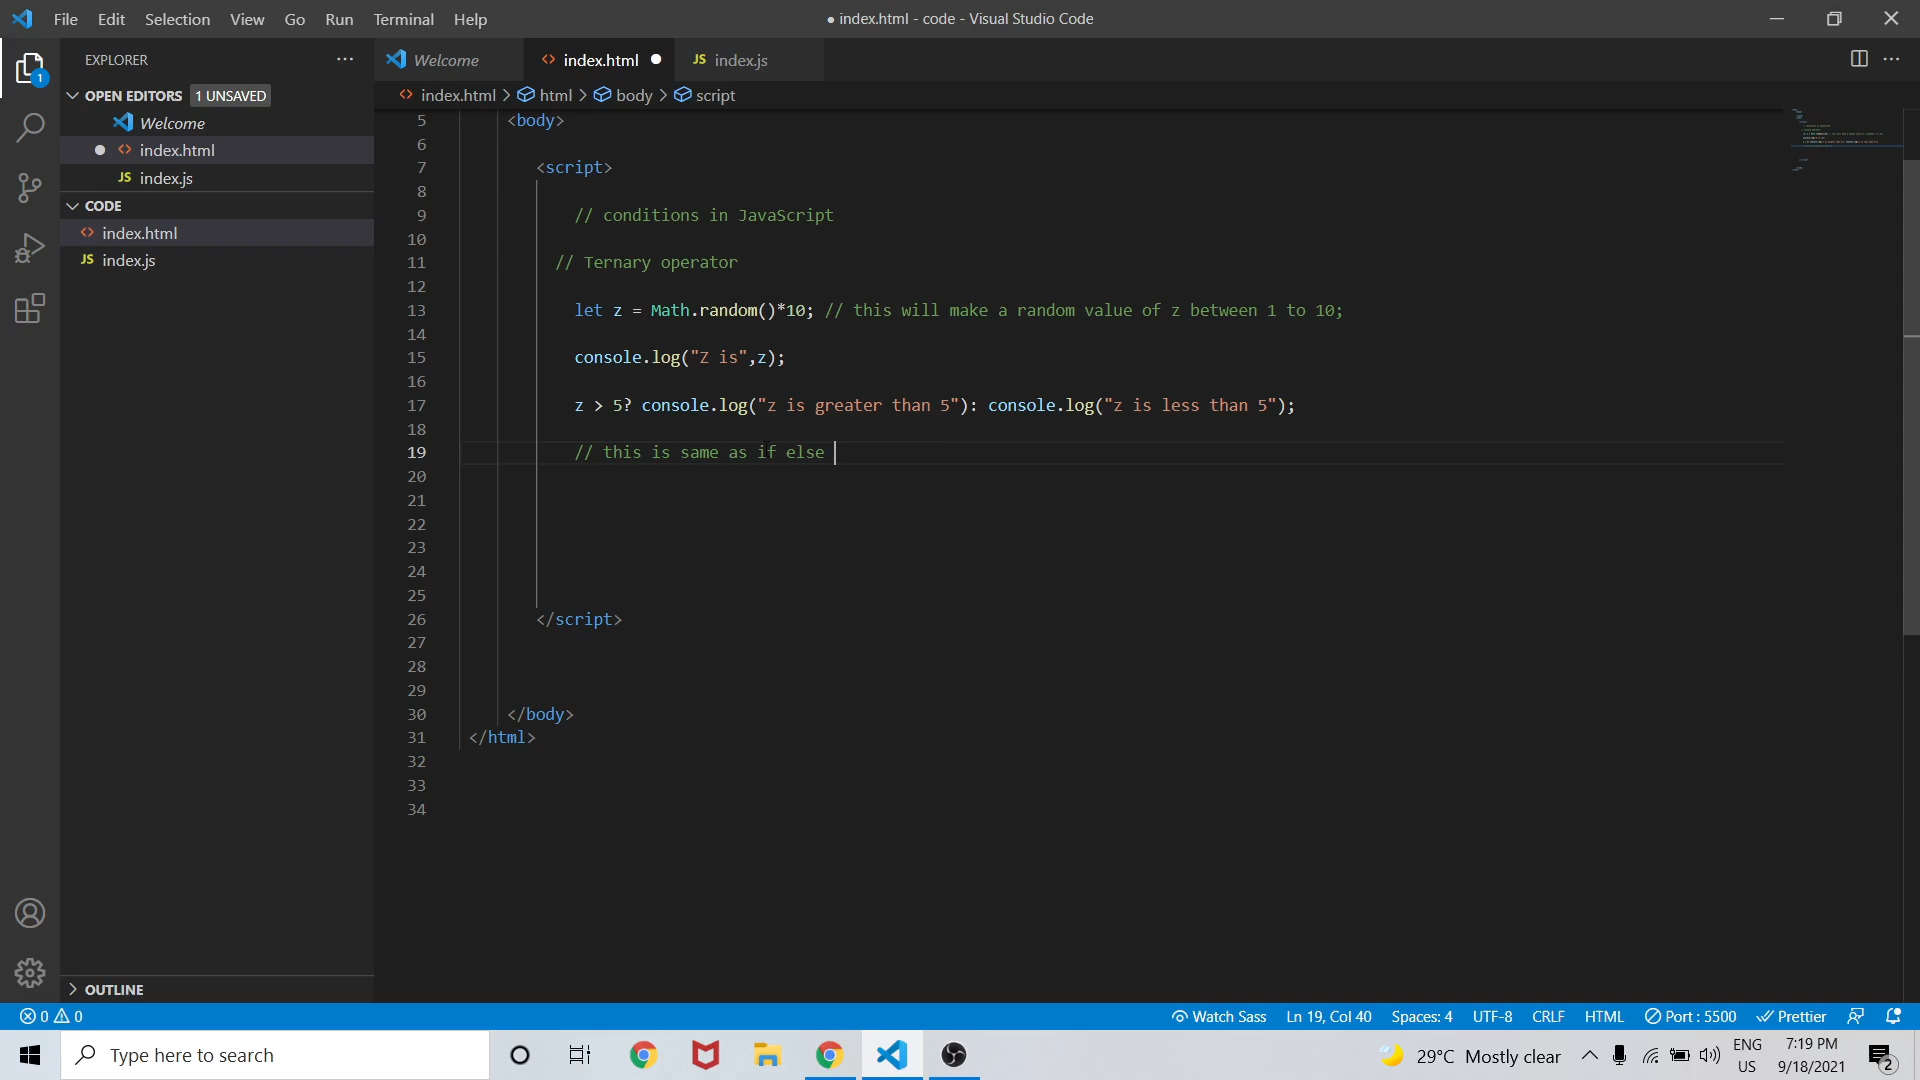 File Edit Selection View Go Run Terminal Help
● index.html - code - Visual Studio Code
EXPLORER
OPEN EDITORS 1 UNSAVED
Welcome
index.html
JS index.js
CODE
index.html
JS index.js
OUTLINE
Welcome index.html JS index.js
index.html > html > body > script
5 <body>
6
7 <script>
8
9 // conditions in JavaScript
10
11 // Ternary operator
12
13 let z = Math.random()*10; // this will make a random value of z between 1 to 10;
14
15 console.log("Z is",z);
16
17 z > 5? console.log("z is greater than 5"): console.log("z is less than 5");
18
19 // this is same as if else
20
21
22
23
24
25
26 </script>
27
28
29
30 </body>
31 </html>
32
33
34
1
0 0
Watch Sass Ln 19, Col 40 Spaces: 4 UTF-8 CRLF HTML Port : 5500 Prettier
Type here to search
29°C Mostly clear
ENG
US
7:19 PM
9/18/2021
2